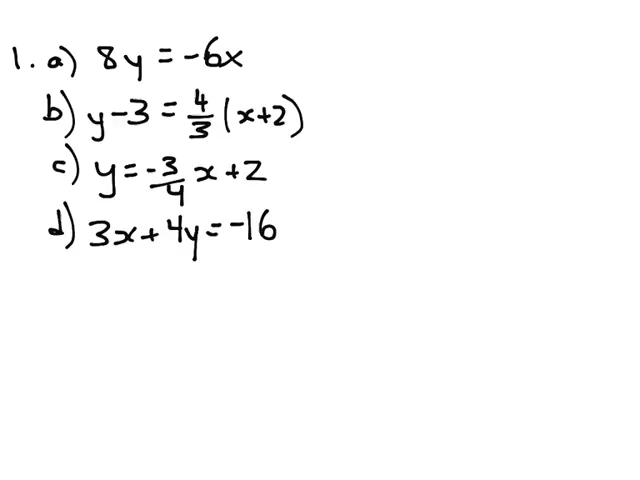 1. a) 8y = -6x
b) y-3 = 4/3 (x+2)
c) y = -3/4 x + 2
d) 3x + 4y = -16